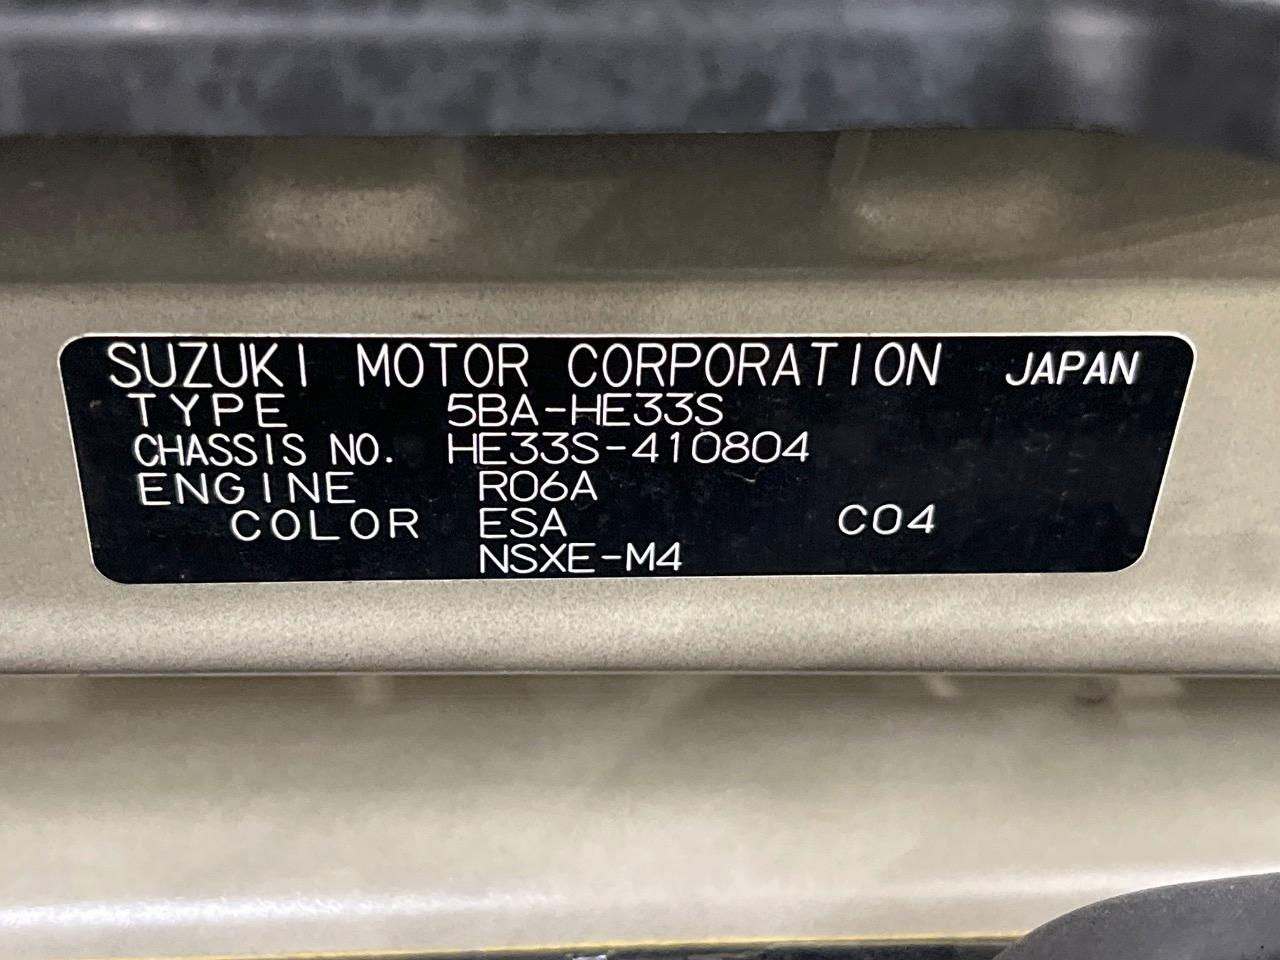 SUZUKI MOTOR CORPORATION JAPAN
TYPE 5BA-HE33S
CHASSIS NO. HE33S-410804
ENGINE R06A
COLOR ESA C04
NSXE-M4